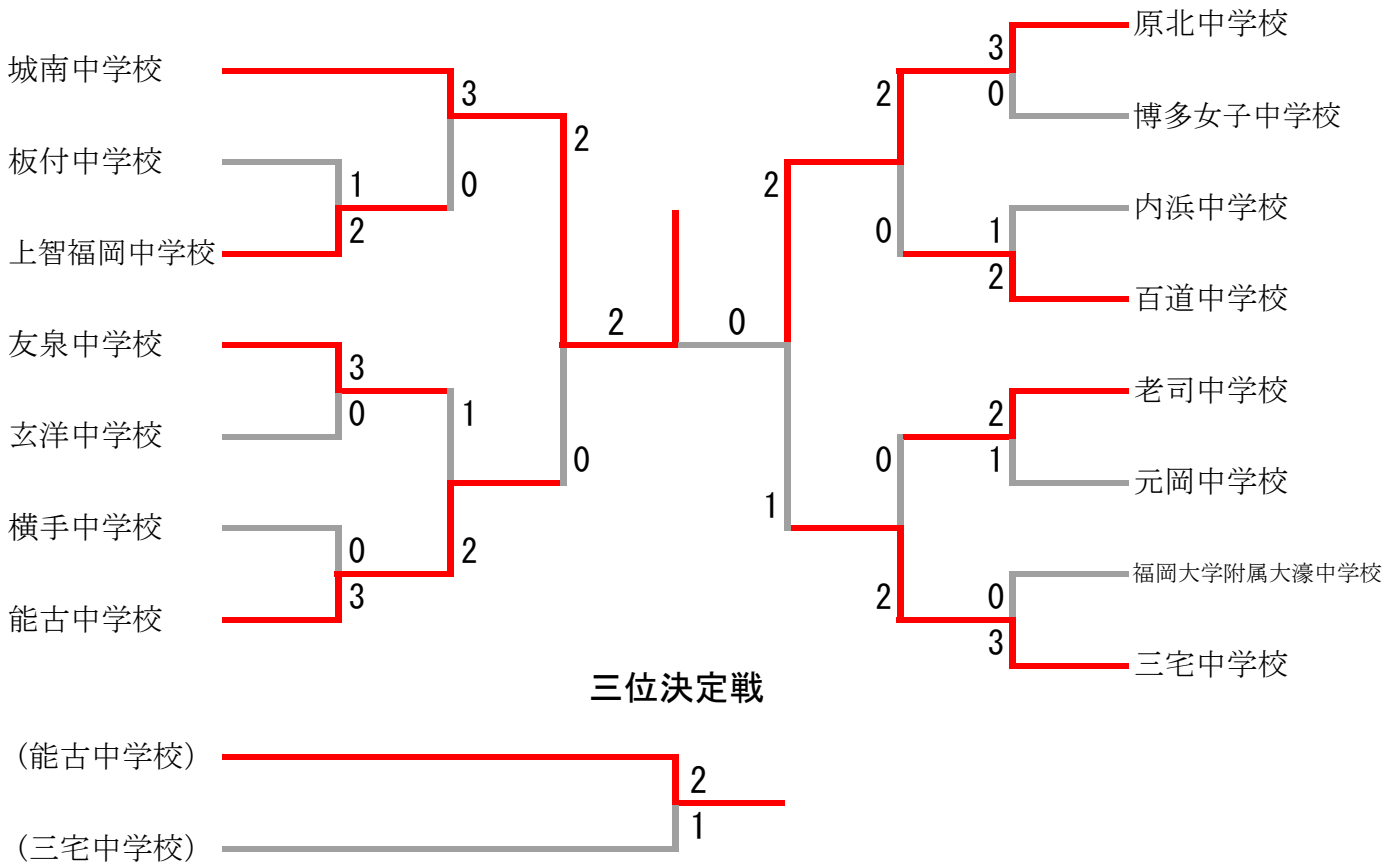 城南中学校
板付中学校
上智福岡中学校
友泉中学校
玄洋中学校
横手中学校
能古中学校
3
0
1
2
3
0
0
3
1
2
2
0
2
0
2
1
2
0
0
2
3
0
1
2
2
1
0
3
原北中学校
博多女子中学校
内浜中学校
百道中学校
老司中学校
元岡中学校
福岡大学附属大濠中学校
三宅中学校
三位決定戦
(能古中学校)
2
1
(三宅中学校)